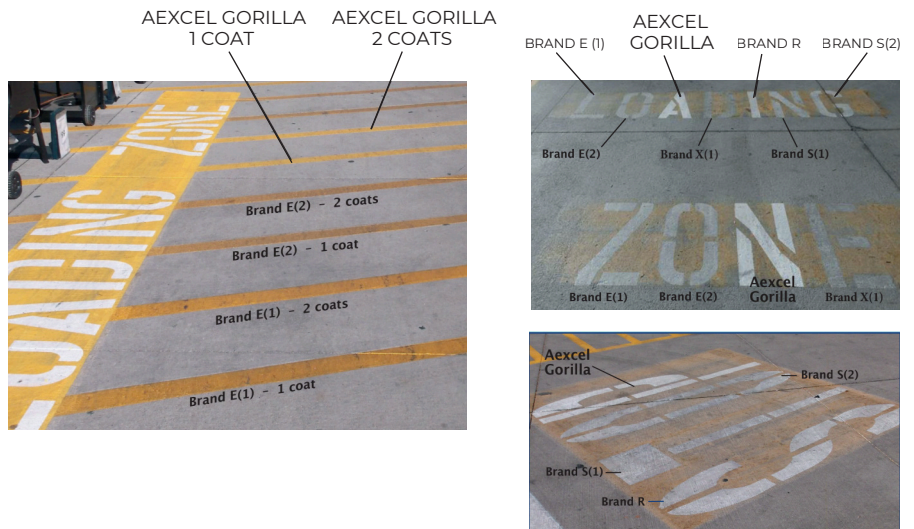 AEXCEL GORILLA
1 COAT
AEXCEL GORILLA
2 COATS
LOADING ZONE
Brand E(2) - 2 coats
Brand E(2) - 1 coat
Brand E(1) - 2 coats
Brand E(1) - 1 coat
BRAND E (1)
AEXCEL
GORILLA
BRAND R
BRAND S(2)
LOADING
Brand E(2)
Brand X(1)
Brand S(1)
ZONE
Brand E(1)
Brand E(2)
Aexcel
Gorilla
Brand X(1)
Aexcel
Gorilla
Brand S(2)
Brand S(1)
Brand R